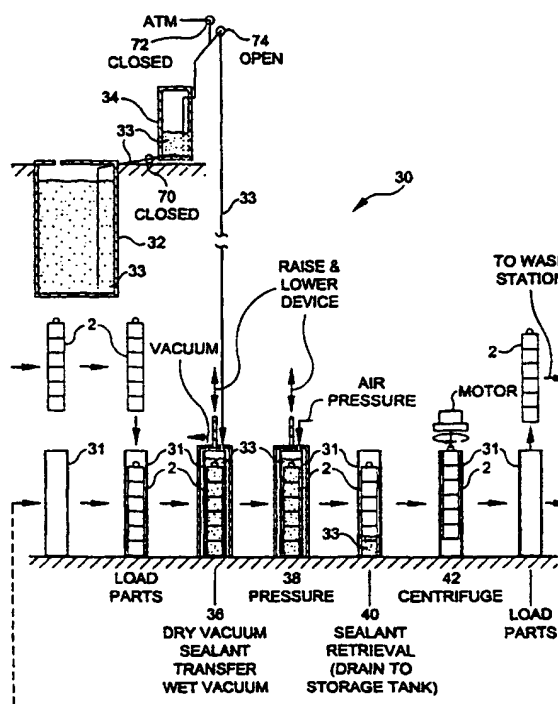 ATM
72
CLOSED
74
OPEN
34
33
33
70
CLOSED
32
33
33
30
RAISE &
LOWER
DEVICE
TO WASH
STATION
2
VACUUM
AIR
PRESSURE
2
MOTOR
31
31
2
33
31
2
31
2
33
31
2
31
LOAD
PARTS
36
DRY VACUUM
SEALANT
TRANSFER
WET VACUUM
38
PRESSURE
40
SEALANT
RETRIEVAL
(DRAIN TO
STORAGE TANK)
42
CENTRIFUGE
LOAD
PARTS